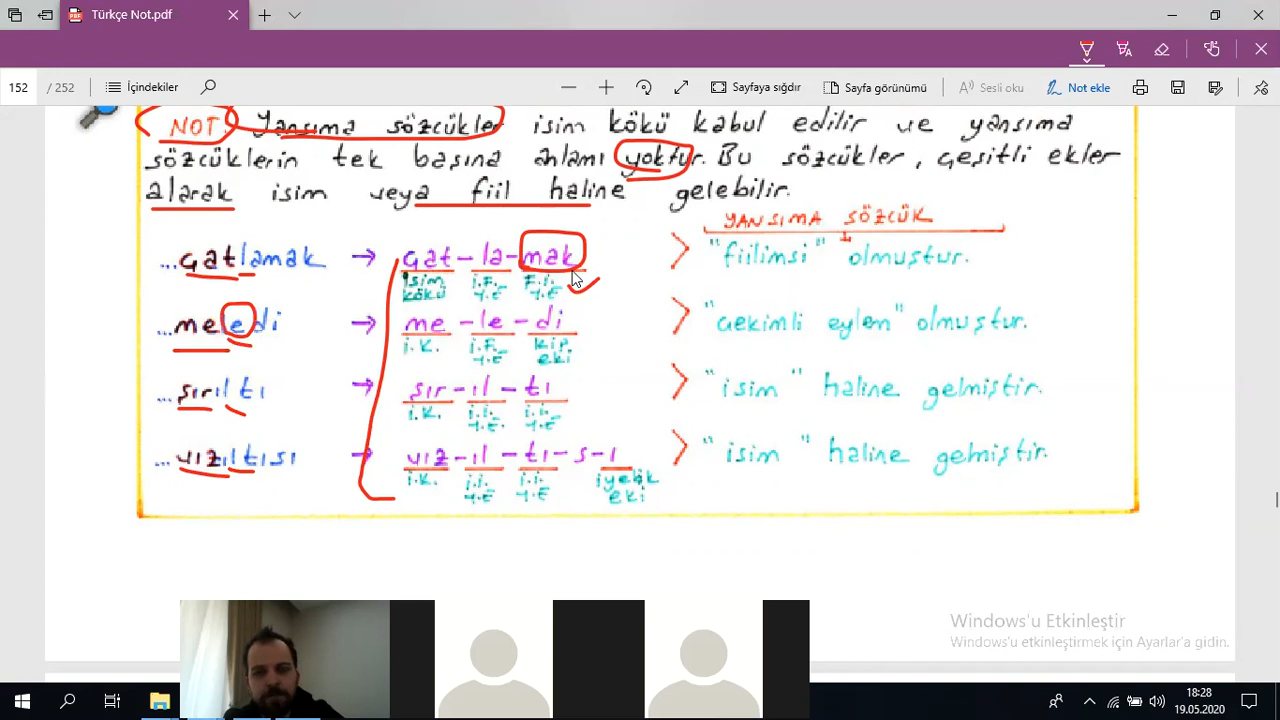 Türkçe Not.pdf
152 / 252 İçindekiler Sayfaya sığdır Sayfa görünümü Sesli oku Not ekle
NOT: Yansıma sözcükler isim kökü kabul edilir ve yansıma
sözcüklerin tek başına anlamı yoktur. Bu sözcükler, çeşitli ekler
alarak isim veya fiil haline gelebilir.
YANSIMA SÖZCÜK
...çatlamak → çat-la-mak > "fiilimsi" olmuştur.
isim kökü i.F. Y.E F.i. Y.E
...meledi → me-le-di > "çekimli eylem" olmuştur.
i.K. i.F. Y.E kip eki
...şırıltı → şır-ıl-tı > "isim" haline gelmiştir.
i.K. i.i. Y.E i.i. Y.E
...vızıltısı → vız-ıl-tı-s-ı > "isim" haline gelmiştir.
i.K. i.i. Y.E i.i. Y.E iyelik eki
Windows'u Etkinleştir
Windows'u etkinleştirmek için Ayarlar'a gidin.
18:28
19.05.2020